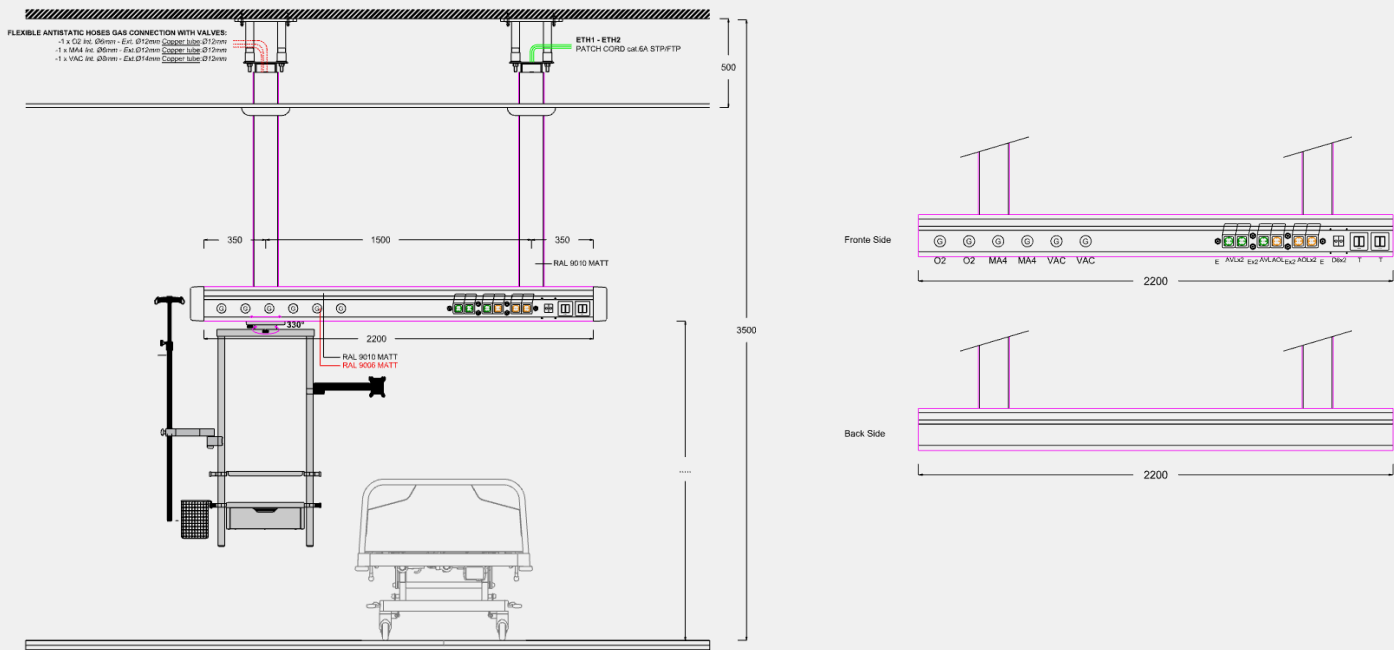 FLEXIBLE ANTISTATIC HOSES GAS CONNECTION WITH VALVES:
-1 x O2 Int. Ø6mm - Ext. Ø12mm Copper tube:Ø12mm
-1 x MA4 Int. Ø6mm - Ext.Ø12mm Copper tube:Ø12mm
-1 x VAC Int. Ø8mm - Ext.Ø14mm Copper tube:Ø12mm
ETH1 - ETH2
PATCH CORD cat.6A STP/FTP
500
350
1500
350
RAL 9010 MATT
G G G G G G
330°
2200
RAL 9010 MATT
RAL 9006 MATT
3500
.....
Fronte Side
G G G G G G
O2 O2 MA4 MA4 VAC VAC
E AVLx2 Ex2 AVL AOL Ex2 AOLx2 E D6x2 T T
2200
Back Side
2200